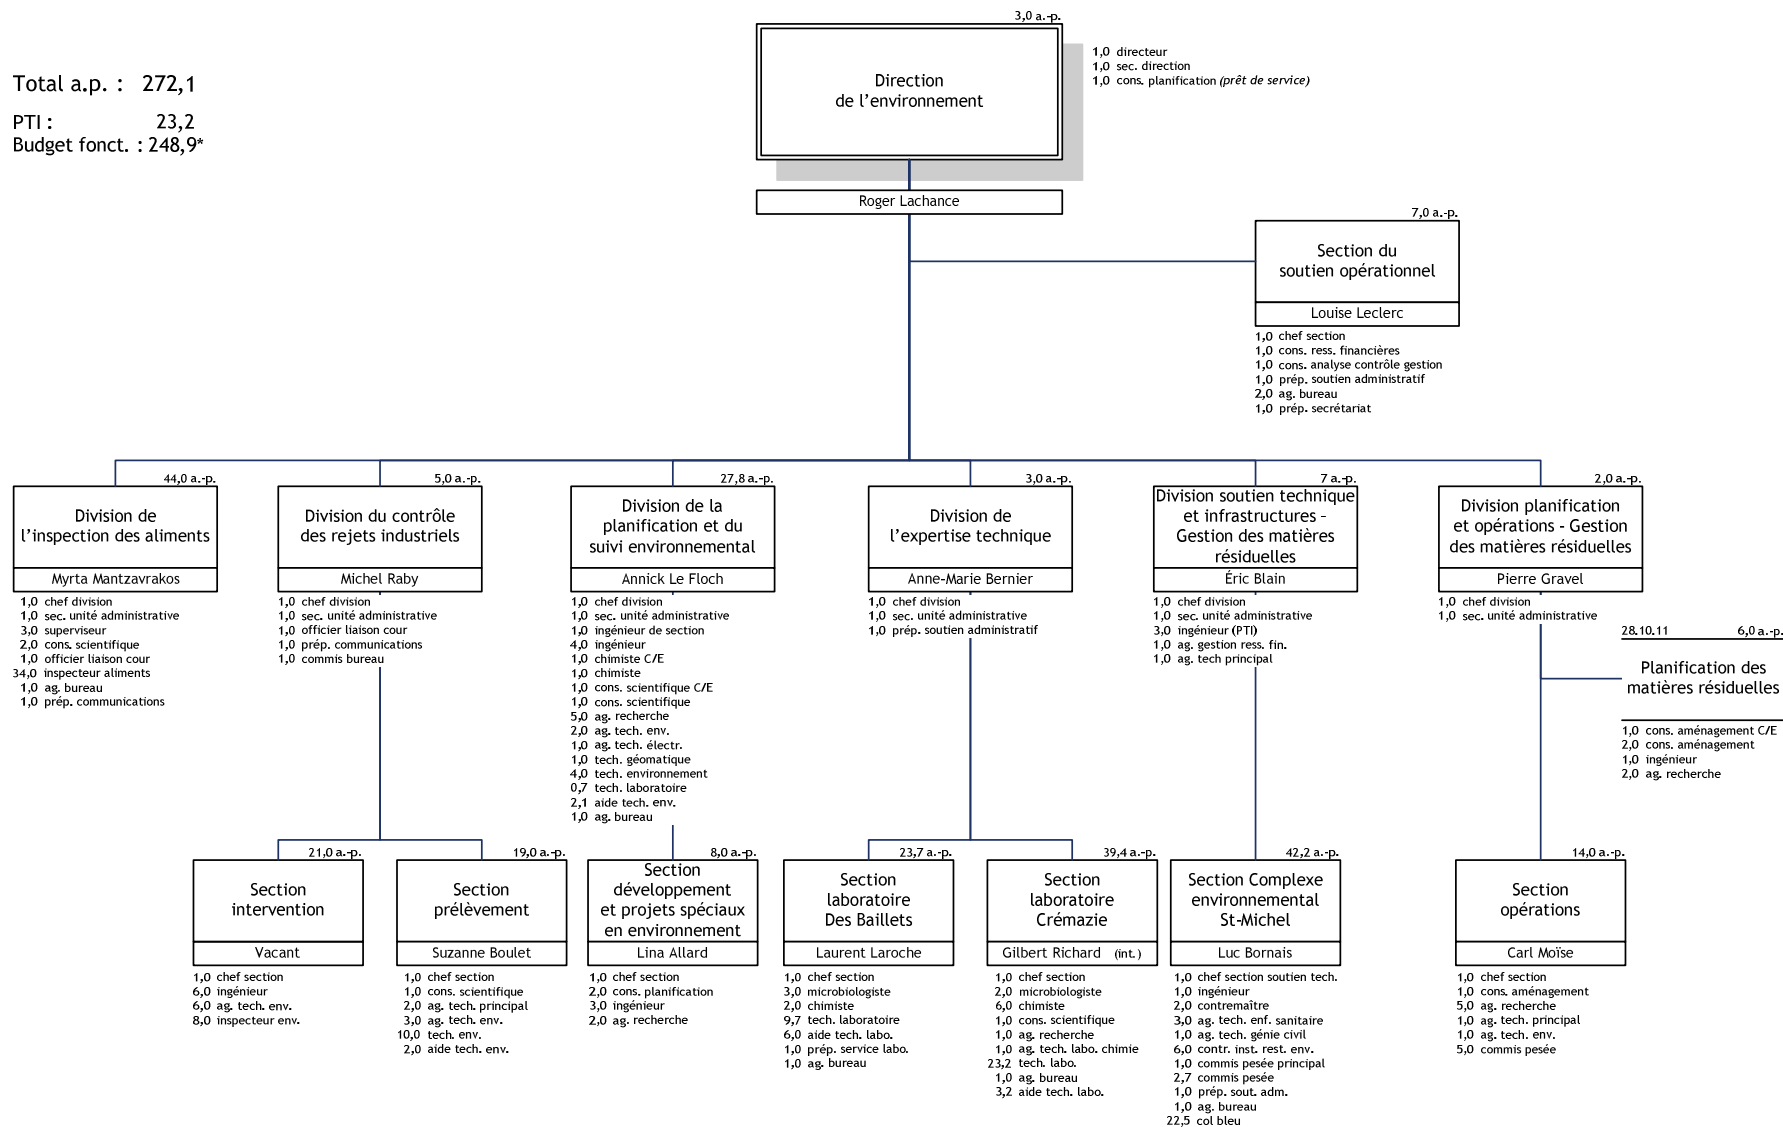 3,0 a.-p.
Direction
de l’environnement
1,0 directeur
1,0 sec. direction
1,0 cons. planification (prêt de service)
Total a.p. : 272,1
PTI : 23,2
Budget fonct. : 248,9*
Roger Lachance
7,0 a.-p.
Section du
soutien opérationnel
Louise Leclerc
1,0 chef section
1,0 cons. ress. financières
1,0 cons. analyse contrôle gestion
1,0 prép. soutien administratif
2,0 ag. bureau
1,0 prép. secrétariat
44,0 a.-p.
Division de
l’inspection des aliments
Myrta Mantzavrakos
1,0 chef division
1,0 sec. unité administrative
3,0 superviseur
2,0 cons. scientifique
1,0 officier liaison cour
34,0 inspecteur aliments
1,0 ag. bureau
1,0 prép. communications
5,0 a.-p.
Division du contrôle
des rejets industriels
Michel Raby
1,0 chef division
1,0 sec. unité administrative
1,0 officier liaison cour
1,0 prép. communications
1,0 commis bureau
27,8 a.-p.
Division de la
planification et du
suivi environnemental
Annick Le Floch
1,0 chef division
1,0 sec. unité administrative
1,0 ingénieur de section
4,0 ingénieur
1,0 chimiste C/E
1,0 chimiste
1,0 cons. scientifique C/E
1,0 cons. scientifique
5,0 ag. recherche
2,0 ag. tech. env.
1,0 ag. tech. électr.
1,0 tech. géomatique
4,0 tech. environnement
0,7 tech. laboratoire
2,1 aide tech. env.
1,0 ag. bureau
3,0 a.-p.
Division de
l’expertise technique
Anne-Marie Bernier
1,0 chef division
1,0 sec. unité administrative
1,0 prép. soutien administratif
7 a.-p.
Division soutien technique
et infrastructures –
Gestion des matières
résiduelles
Éric Blain
1,0 chef division
1,0 sec. unité administrative
3,0 ingénieur (PTI)
1,0 ag. gestion ress. fin.
1,0 ag. tech principal
2,0 a.-p.
Division planification
et opérations - Gestion
des matières résiduelles
Pierre Gravel
1,0 chef division
1,0 sec. unité administrative
28.10.11 6,0 a.-p.
Planification des
matières résiduelles
1,0 cons. aménagement C/E
2,0 cons. aménagement
1,0 ingénieur
2,0 ag. recherche
21,0 a.-p.
Section
intervention
Vacant
1,0 chef section
6,0 ingénieur
6,0 ag. tech. env.
8,0 inspecteur env.
19,0 a.-p.
Section
prélèvement
Suzanne Boulet
1,0 chef section
1,0 cons. scientifique
2,0 ag. tech. principal
3,0 ag. tech. env.
10,0 tech. env.
2,0 aide tech. env.
8,0 a.-p.
Section
développement
et projets spéciaux
en environnement
Lina Allard
1,0 chef section
2,0 cons. planification
3,0 ingénieur
2,0 ag. recherche
23,7 a.-p.
Section
laboratoire
Des Baillets
Laurent Laroche
1,0 chef section
3,0 microbiologiste
2,0 chimiste
9,7 tech. laboratoire
6,0 aide tech. labo.
1,0 prép. service labo.
1,0 ag. bureau
39,4 a.-p.
Section
laboratoire
Crémazie
Gilbert Richard (int.)
1,0 chef section
2,0 microbiologiste
6,0 chimiste
1,0 cons. scientifique
1,0 ag. recherche
1,0 ag. tech. labo. chimie
23,2 tech. labo.
1,0 ag. bureau
3,2 aide tech. labo.
42,2 a.-p.
Section Complexe
environnemental
St-Michel
Luc Bornais
1,0 chef section soutien tech.
1,0 ingénieur
2,0 contremaître
3,0 ag. tech. enf. sanitaire
1,0 ag. tech. génie civil
6,0 contr. inst. rest. env.
1,0 commis pesée principal
2,7 commis pesée
1,0 prép. sout. adm.
1,0 ag. bureau
22,5 col bleu
14,0 a.-p.
Section
opérations
Carl Moïse
1,0 chef section
1,0 cons. aménagement
5,0 ag. recherche
1,0 ag. tech. principal
1,0 ag. tech. env.
5,0 commis pesée